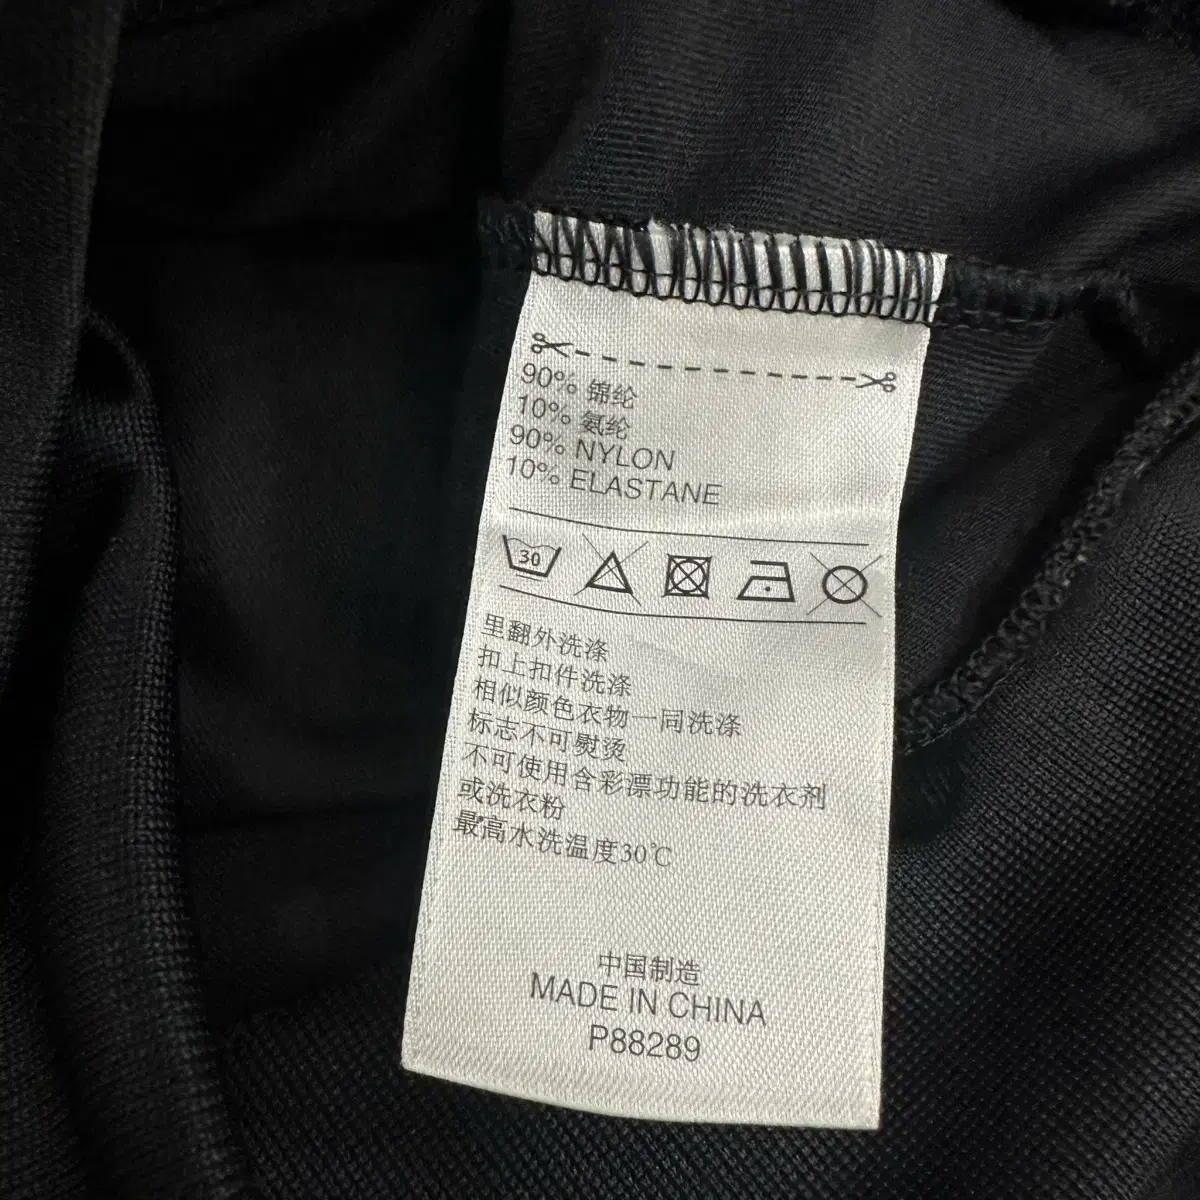 90% 锦纶
10% 氨纶
90% NYLON
10% ELASTANE
30
里翻外洗涤
扣上扣件洗涤
相似颜色衣物一同洗涤
标志不可熨烫
不可使用含彩漂功能的洗衣剂
或洗衣粉
最高水洗温度30℃
中国制造
MADE IN CHINA
P88289